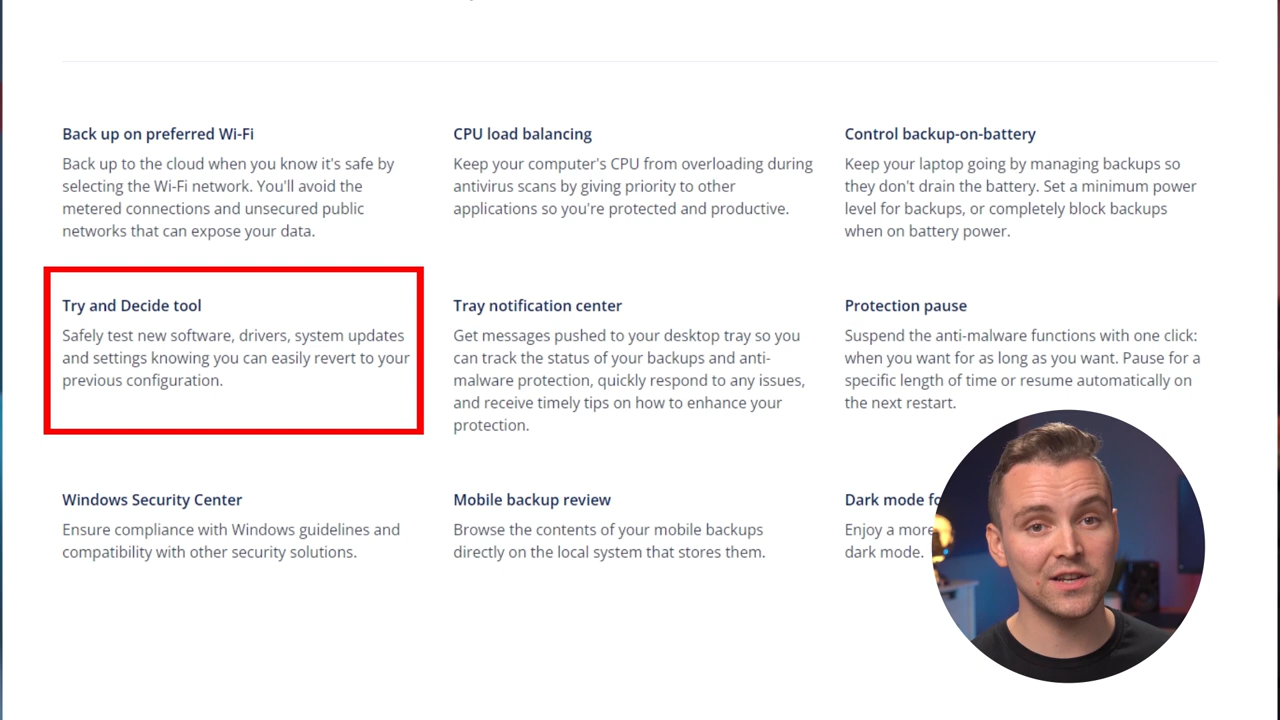 Back up on preferred Wi-Fi
Back up to the cloud when you know it's safe by
selecting the Wi-Fi network. You'll avoid the
metered connections and unsecured public
networks that can expose your data.
CPU load balancing
Keep your computer's CPU from overloading during
antivirus scans by giving priority to other
applications so you're protected and productive.
Control backup-on-battery
Keep your laptop going by managing backups so
they don't drain the battery. Set a minimum power
level for backups, or completely block backups
when on battery power.
Try and Decide tool
Safely test new software, drivers, system updates
and settings knowing you can easily revert to your
previous configuration.
Tray notification center
Get messages pushed to your desktop tray so you
can track the status of your backups and anti-
malware protection, quickly respond to any issues,
and receive timely tips on how to enhance your
protection.
Protection pause
Suspend the anti-malware functions with one click:
when you want for as long as you want. Pause for a
specific length of time or resume automatically on
the next restart.
Windows Security Center
Ensure compliance with Windows guidelines and
compatibility with other security solutions.
Mobile backup review
Browse the contents of your mobile backups
directly on the local system that stores them.
Dark mode
Enjoy a more
dark mode.